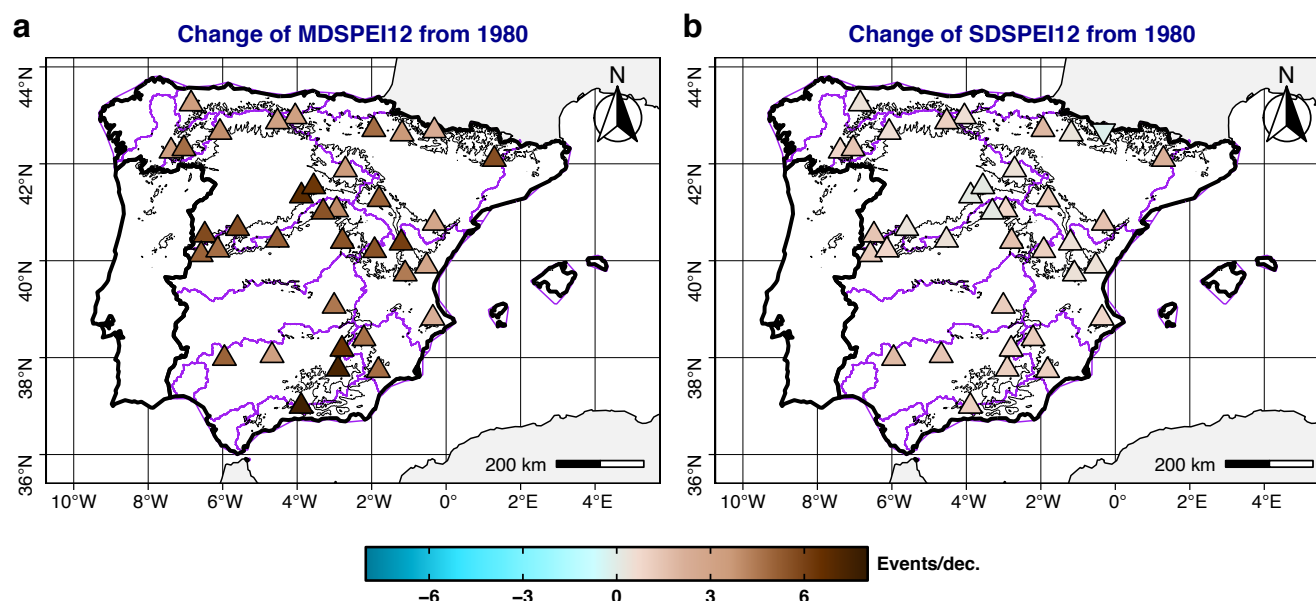 a
Change of MDSPEI12 from 1980
44°N
42°N
40°N
38°N
36°N
N
200 km
10°W 8°W 6°W 4°W 2°W 0° 2°E 4°E
b
Change of SDSPEI12 from 1980
44°N
42°N
40°N
38°N
36°N
N
200 km
10°W 8°W 6°W 4°W 2°W 0° 2°E 4°E
Events/dec.
−6 −3 0 3 6